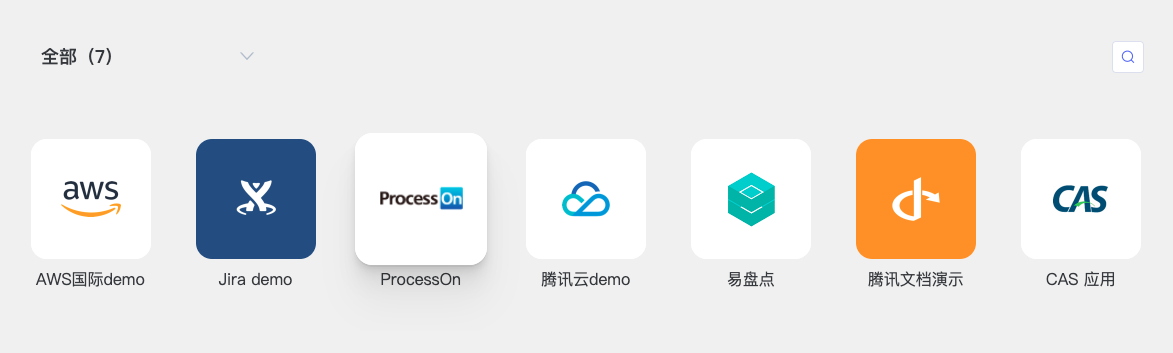 全部（7）
aws
ProcessOn
CAS
AWS国际demo
Jira demo
ProcessOn
腾讯云demo
易盘点
腾讯文档演示
CAS 应用